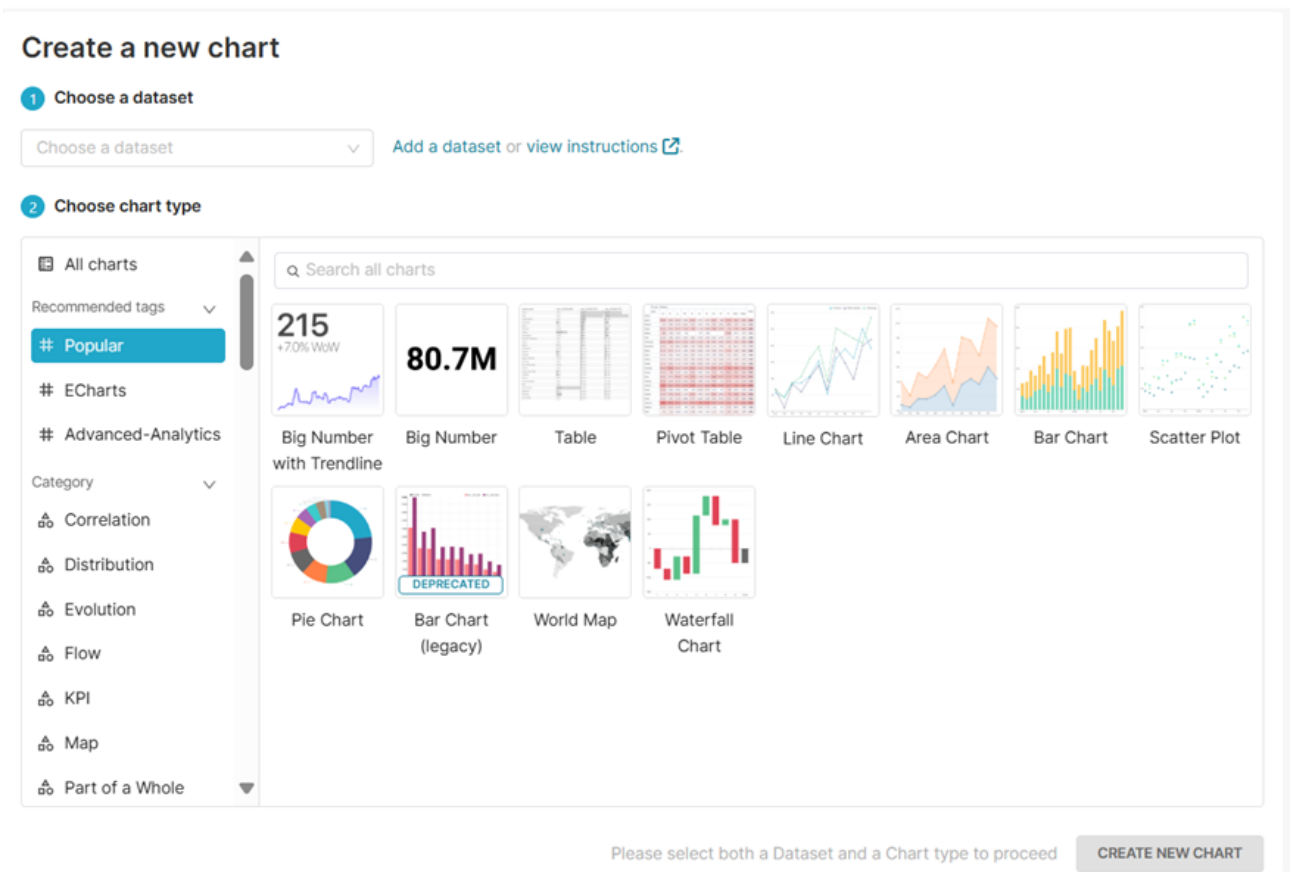 Create a new chart
1 Choose a dataset
Choose a dataset
Add a dataset or view instructions.
2 Choose chart type
All charts
Recommended tags
# Popular
# ECharts
# Advanced-Analytics
Category
Correlation
Distribution
Evolution
Flow
KPI
Map
Part of a Whole
Search all charts
215
+7.0% WoW
Big Number
with Trendline
80.7M
Big Number
Table
Pivot Table
Line Chart
Area Chart
Bar Chart
Scatter Plot
Pie Chart
DEPRECATED
Bar Chart
(legacy)
World Map
Waterfall
Chart
Please select both a Dataset and a Chart type to proceed
CREATE NEW CHART